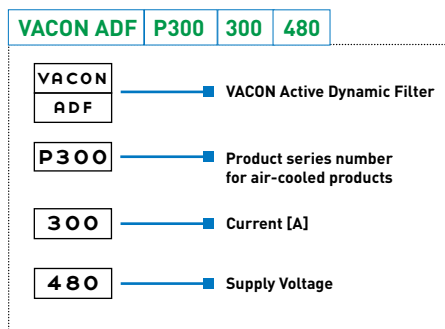 VACON ADF P300 300 480
VACON
ADF
VACON Active Dynamic Filter
P300
Product series number
for air-cooled products
300
Current [A]
480
Supply Voltage